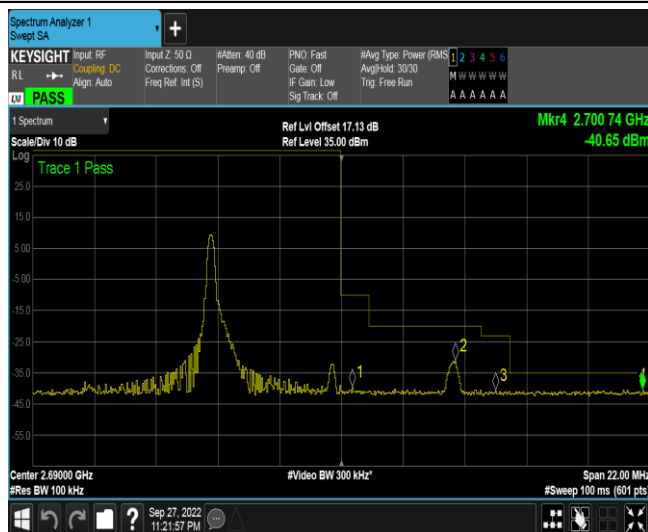 Spectrum Analyzer 1
Swept SA
KEYSIGHT
RL
LXI
PASS
Input: RF
Coupling: DC
Align: Auto
Input Z: 50 Ω
Corrections: Off
Freq Ref: Int (S)
#Atten: 40 dB
Preamp: Off
PNO: Fast
Gate: Off
IF Gain: Low
Sig Track: Off
#Avg Type: Power (RMS
Avg|Hold: 30/30
Trig: Free Run
1 2 3 4 5 6
M W W W W W
A A A A A A
1 Spectrum
Scale/Div 10 dB
Ref Lvl Offset 17.13 dB
Ref Level 35.00 dBm
Mkr4 2.700 74 GHz
-40.65 dBm
Log
Trace 1 Pass
25.0
15.0
5.00
-5.00
-15.0
-25.0
-35.0
-45.0
-55.0
1
2
3
4
Center 2.69000 GHz
#Video BW 300 kHz*
Span 22.00 MHz
#Res BW 100 kHz
#Sweep 100 ms (601 pts)
?
Sep 27, 2022
11:21:57 PM